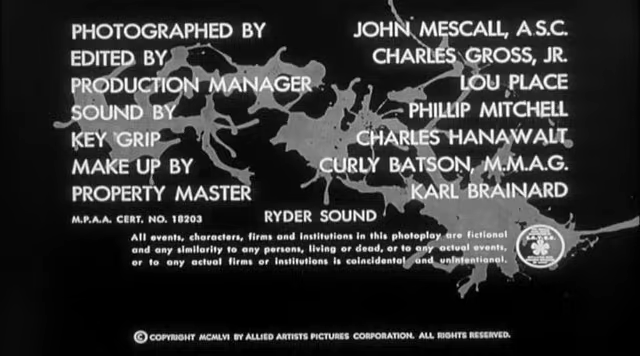 PHOTOGRAPHED BY JOHN MESCALL, A.S.C.
EDITED BY CHARLES GROSS, JR.
PRODUCTION MANAGER LOU PLACE
SOUND BY PHILLIP MITCHELL
KEY GRIP CHARLES HANAWALT
MAKE UP BY CURLY BATSON, M.M.A.G.
PROPERTY MASTER KARL BRAINARD
M.P.A.A. CERT. NO. 18203 RYDER SOUND
All events, characters, firms and institutions in this photoplay are fictional
and any similarity to any persons, living or dead, or to any actual events,
or to any actual firms or institutions is coincidental and unintentional.
© COPYRIGHT MCMLVI BY ALLIED ARTISTS PICTURES CORPORATION. ALL RIGHTS RESERVED.